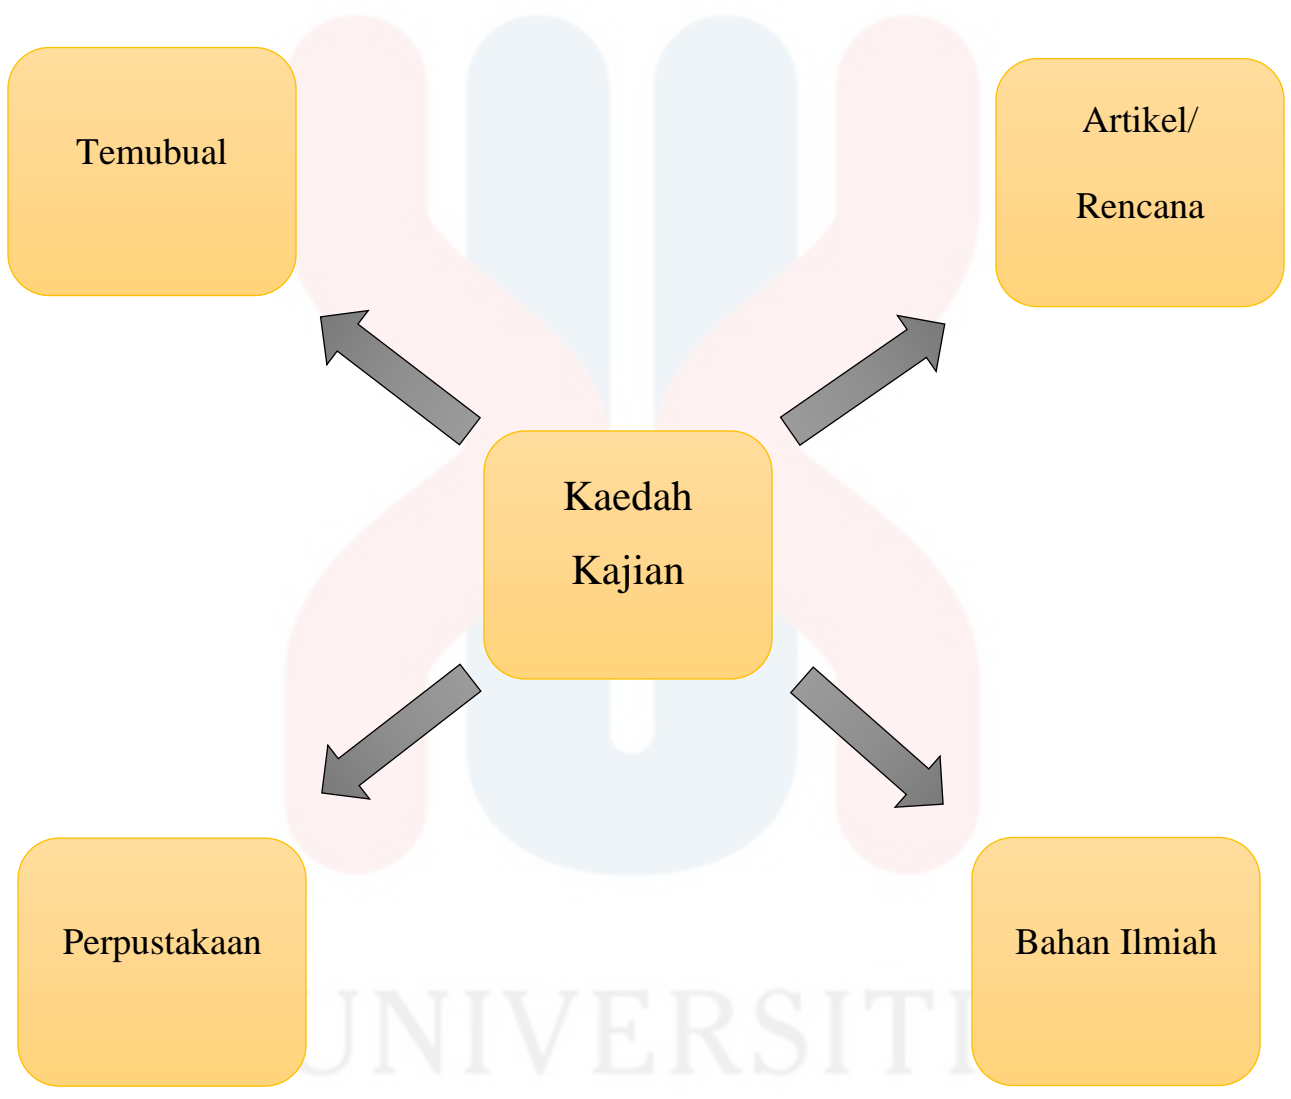 Temubual
Artikel/
Rencana
Kaedah
Kajian
Perpustakaan
Bahan Ilmiah
UNIVERSITI